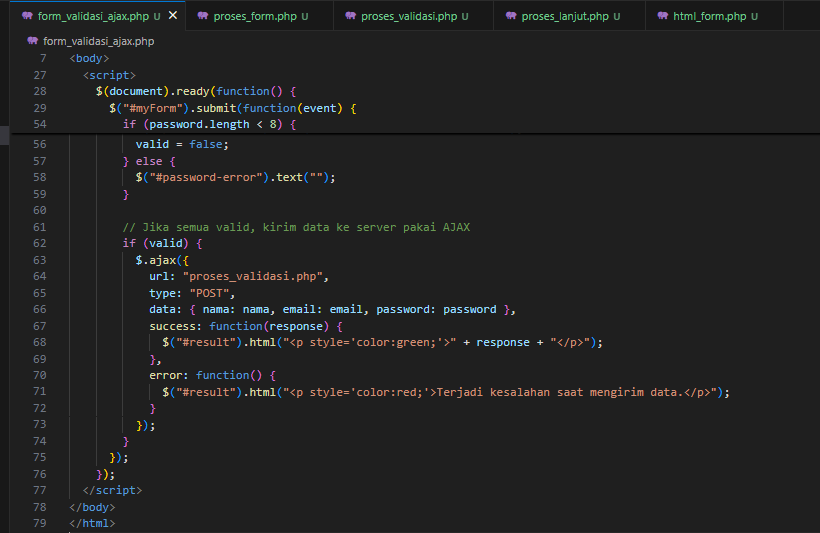 form_validasi_ajax.php U proses_form.php U proses_validasi.php U proses_lanjut.php U html_form.php U
form_validasi_ajax.php
7 <body>
27 <script>
28 $(document).ready(function() {
29 $("#myForm").submit(function(event) {
54 if (password.length < 8) {
56 valid = false;
57 } else {
58 $("#password-error").text("");
59 }
60
61 // Jika semua valid, kirim data ke server pakai AJAX
62 if (valid) {
63 $.ajax({
64 url: "proses_validasi.php",
65 type: "POST",
66 data: { nama: nama, email: email, password: password },
67 success: function(response) {
68 $("#result").html("<p style='color:green;'>" + response + "</p>");
69 },
70 error: function() {
71 $("#result").html("<p style='color:red;'>Terjadi kesalahan saat mengirim data.</p>");
72 }
73 });
74 }
75 });
76 });
77 </script>
78 </body>
79 </html>